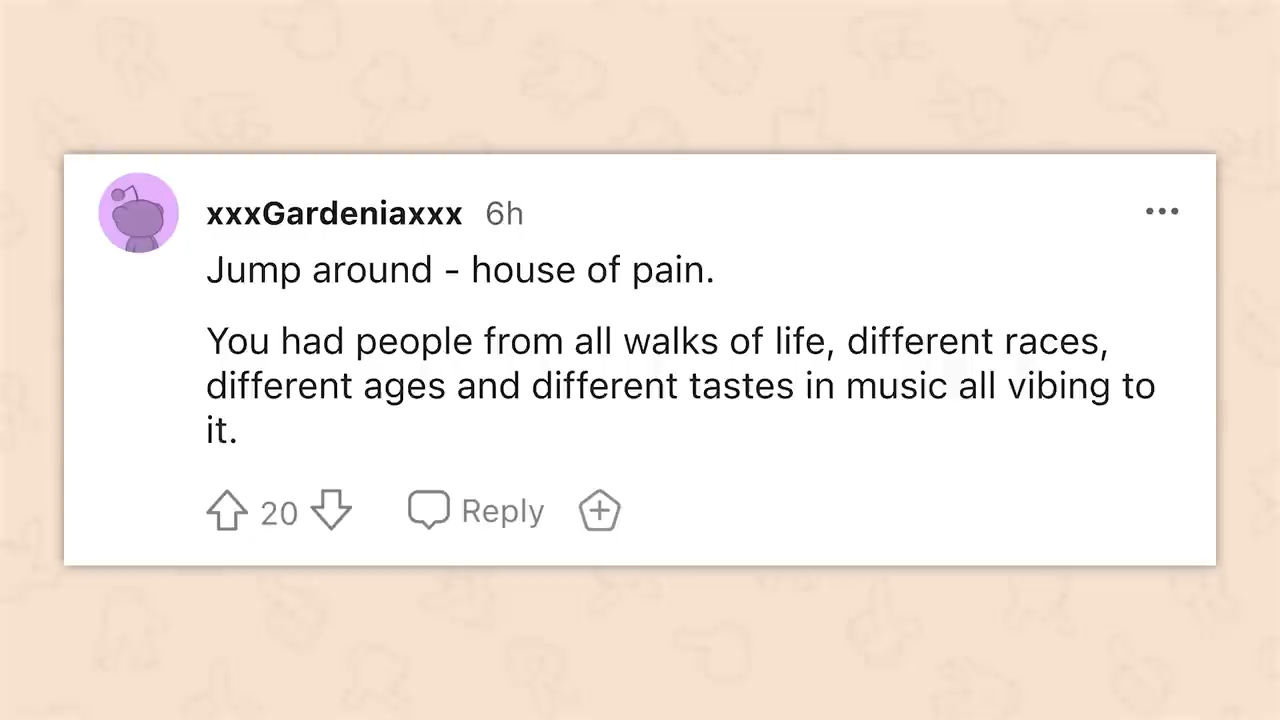 xxxGardeniaxxx 6h
Jump around - house of pain.
You had people from all walks of life, different races,
different ages and different tastes in music all vibing to
it.
20 Reply